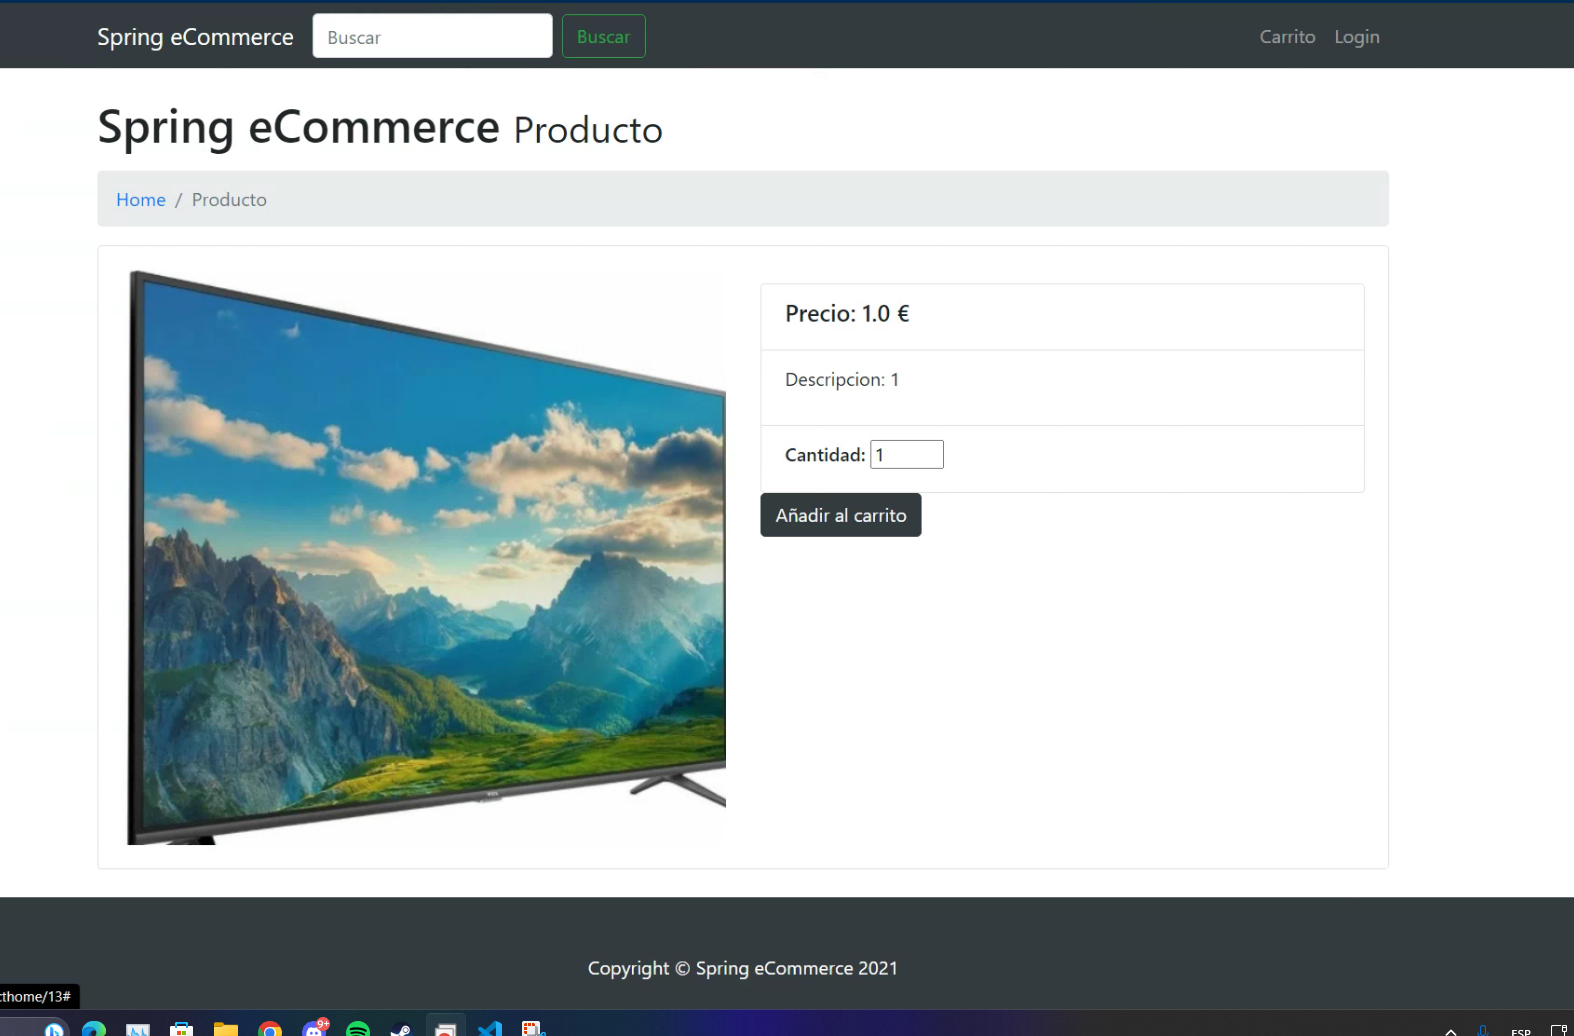 Spring eCommerce Buscar Buscar Carrito Login
Spring eCommerce Producto
Home / Producto
Precio: 1.0 €
Descripcion: 1
Cantidad: 1
Añadir al carrito
Copyright © Spring eCommerce 2021
cthome/13#
9+
ESP